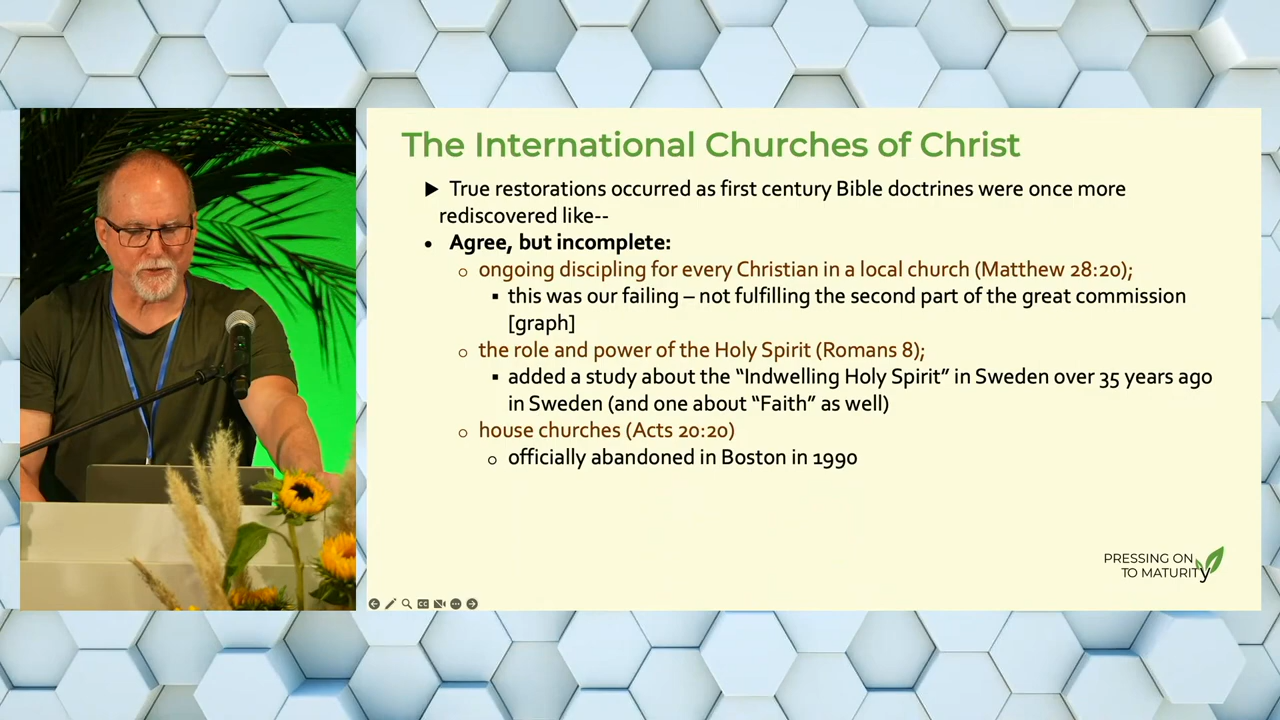 The International Churches of Christ
▶ True restorations occurred as first century Bible doctrines were once more
rediscovered like--
• Agree, but incomplete:
o ongoing discipling for every Christian in a local church (Matthew 28:20);
▪ this was our failing – not fulfilling the second part of the great commission
[graph]
o the role and power of the Holy Spirit (Romans 8);
▪ added a study about the “Indwelling Holy Spirit” in Sweden over 35 years ago
in Sweden (and one about “Faith” as well)
o house churches (Acts 20:20)
o officially abandoned in Boston in 1990
PRESSING ON
TO MATURITy